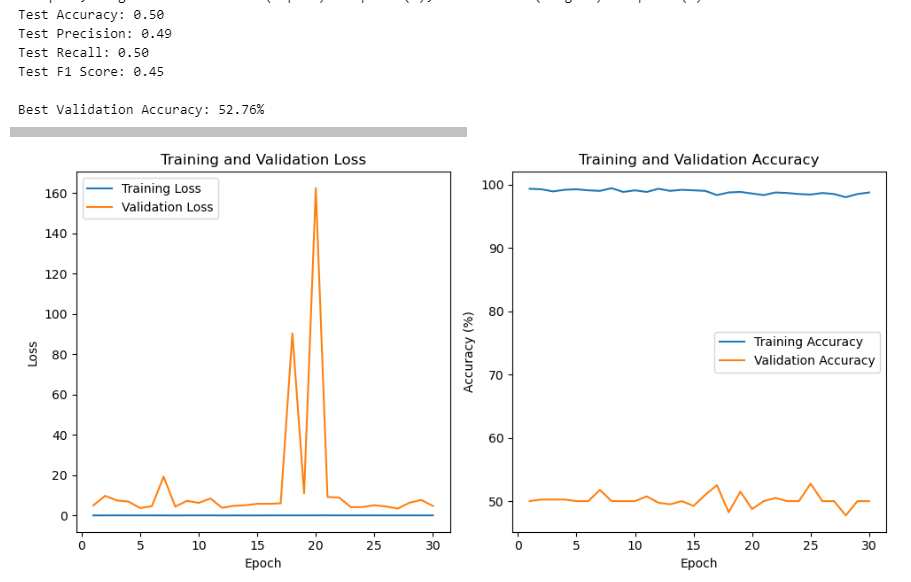 Test Accuracy: 0.50
Test Precision: 0.49
Test Recall: 0.50
Test F1 Score: 0.45
Best Validation Accuracy: 52.76%
Training and Validation Loss
Training Loss
Validation Loss
160
140
120
100
80
60
40
20
0
Loss
0 5 10 15 20 25 30
Epoch
Training and Validation Accuracy
Training Accuracy
Validation Accuracy
100
90
80
70
60
50
Accuracy (%)
0 5 10 15 20 25 30
Epoch